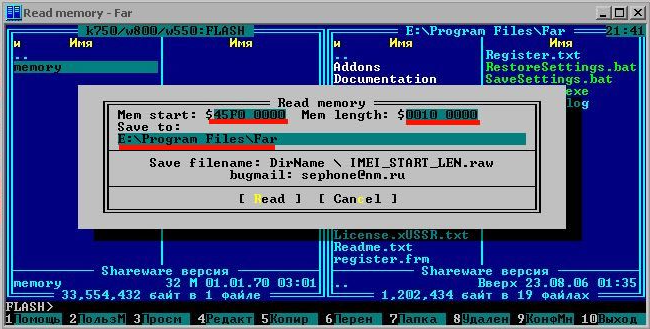 Read memory - Far
k750/w800/w550:FLASH
E:\Program Files\Far
21:41
и Имя Имя
и Имя Имя
..
memory
..
Addons
Documentation
Register.txt
RestoreSettings.bat
SaveSettings.bat
exe
log
Read memory
Mem start: $45F0 0000 Mem length: $0010 0000
Save to:
E:\Program Files\Far
Save filename: DirName \ IMEI_START_LEN.raw
bugmail: sephone@nm.ru
[ Read ] [ Cancel ]
License.xUSSR.txt
Readme.txt
register.frm
Shareware версия
memory 32 M 01.01.70 03:01
33,554,432 байт в 1 файле
Shareware версия
.. Вверх 23.08.06 01:35
1,202,434 байт в 19 файлах
FLASH>
1Помощь 2ПользМ 3Просм 4Редакт 5Копир 6Перен 7Папка 8Удален 9КонфМн 10Выход